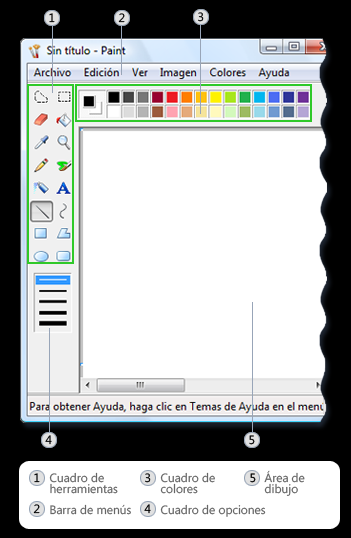 1 2 3
Sin título - Paint
Archivo Edición Ver Imagen Colores Ayuda
A
Para obtener Ayuda, haga clic en Temas de Ayuda en el menú
4 5
1 Cuadro de herramientas
2 Barra de menús
3 Cuadro de colores
4 Cuadro de opciones
5 Área de dibujo